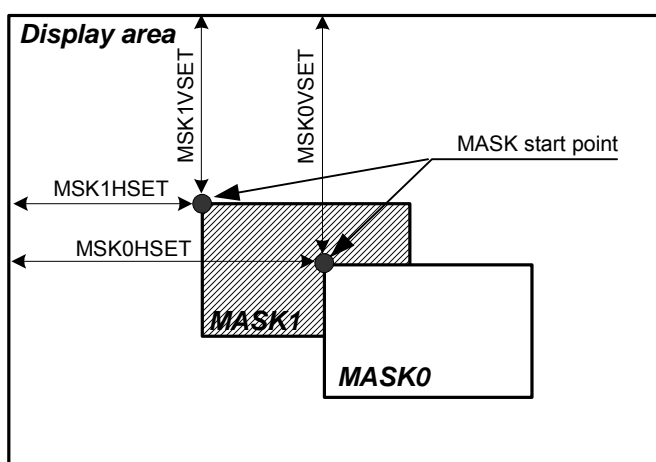 Display area
MSK1VSET
MSK0VSET
MASK start point
MSK1HSET
MSK0HSET
MASK1
MASK0